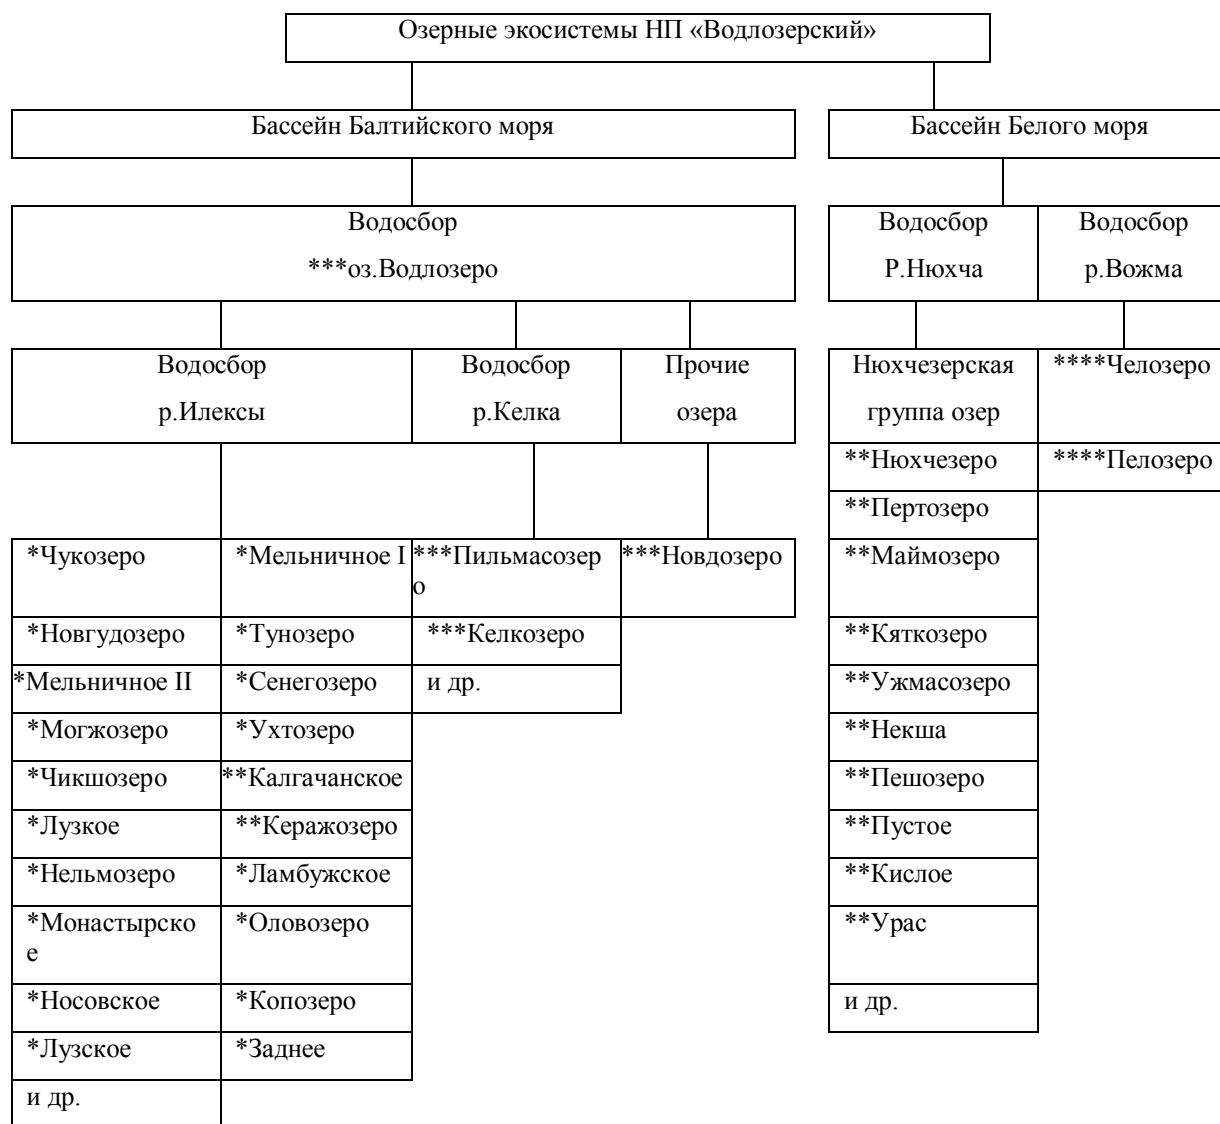 Озерные экосистемы НП «Водлозерский»
Бассейн Балтийского моря
Бассейн Белого моря
Водосбор
***оз.Водлозеро
Водосбор
Р.Нюхча
Водосбор
р.Вожма
Водосбор
р.Илексы
Водосбор
р.Келка
Прочие
озера
Нюхчезерская
группа озер
****Челозеро
**Нюхчезеро
****Пелозеро
**Пертозеро
*Чукозеро
*Мельничное I
***Пильмасозер
о
***Новдозеро
**Маймозеро
*Новгудозеро
*Тунозеро
***Келкозеро
**Кяткозеро
*Мельничное II
*Сенегозеро
и др.
**Ужмасозеро
*Могжозеро
*Ухтозеро
**Некша
*Чикшозеро
**Калгачанское
**Пешозеро
*Лузкое
**Керажозеро
**Пустое
*Нельмозеро
*Ламбужское
**Кислое
*Монастырско
е
*Оловозеро
**Урас
*Носовское
*Копозеро
и др.
*Лузское
*Заднее
и др.